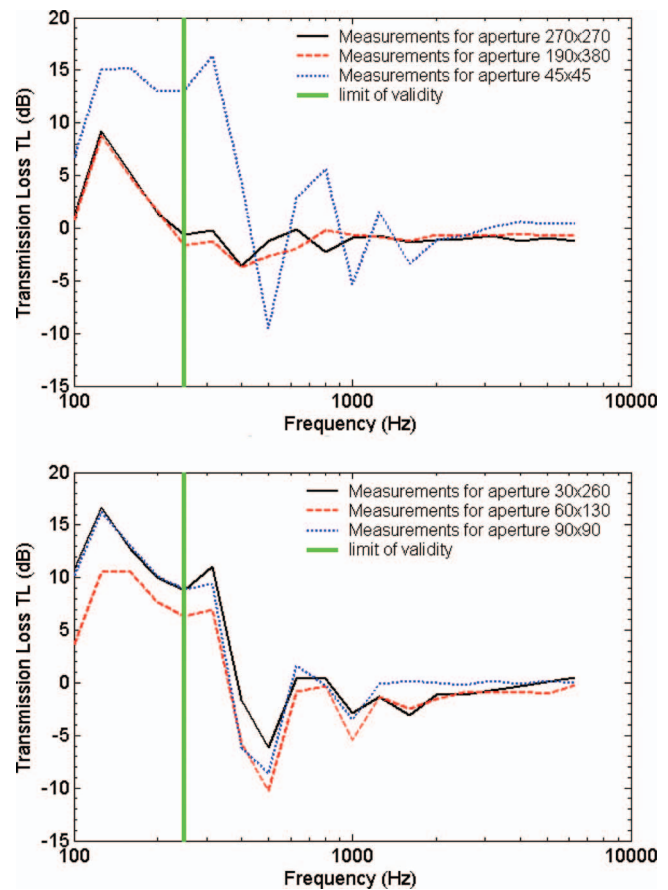 20
15
10
5
0
-5
-10
-15
Transmission Loss TL (dB)
Measurements for aperture 270x270
Measurements for aperture 190x380
Measurements for aperture 45x45
limit of validity
100
1000
10000
Frequency (Hz)
20
15
10
5
0
-5
-10
-15
Transmission Loss TL (dB)
Measurements for aperture 30x260
Measurements for aperture 60x130
Measurements for aperture 90x90
limit of validity
100
1000
10000
Frequency (Hz)